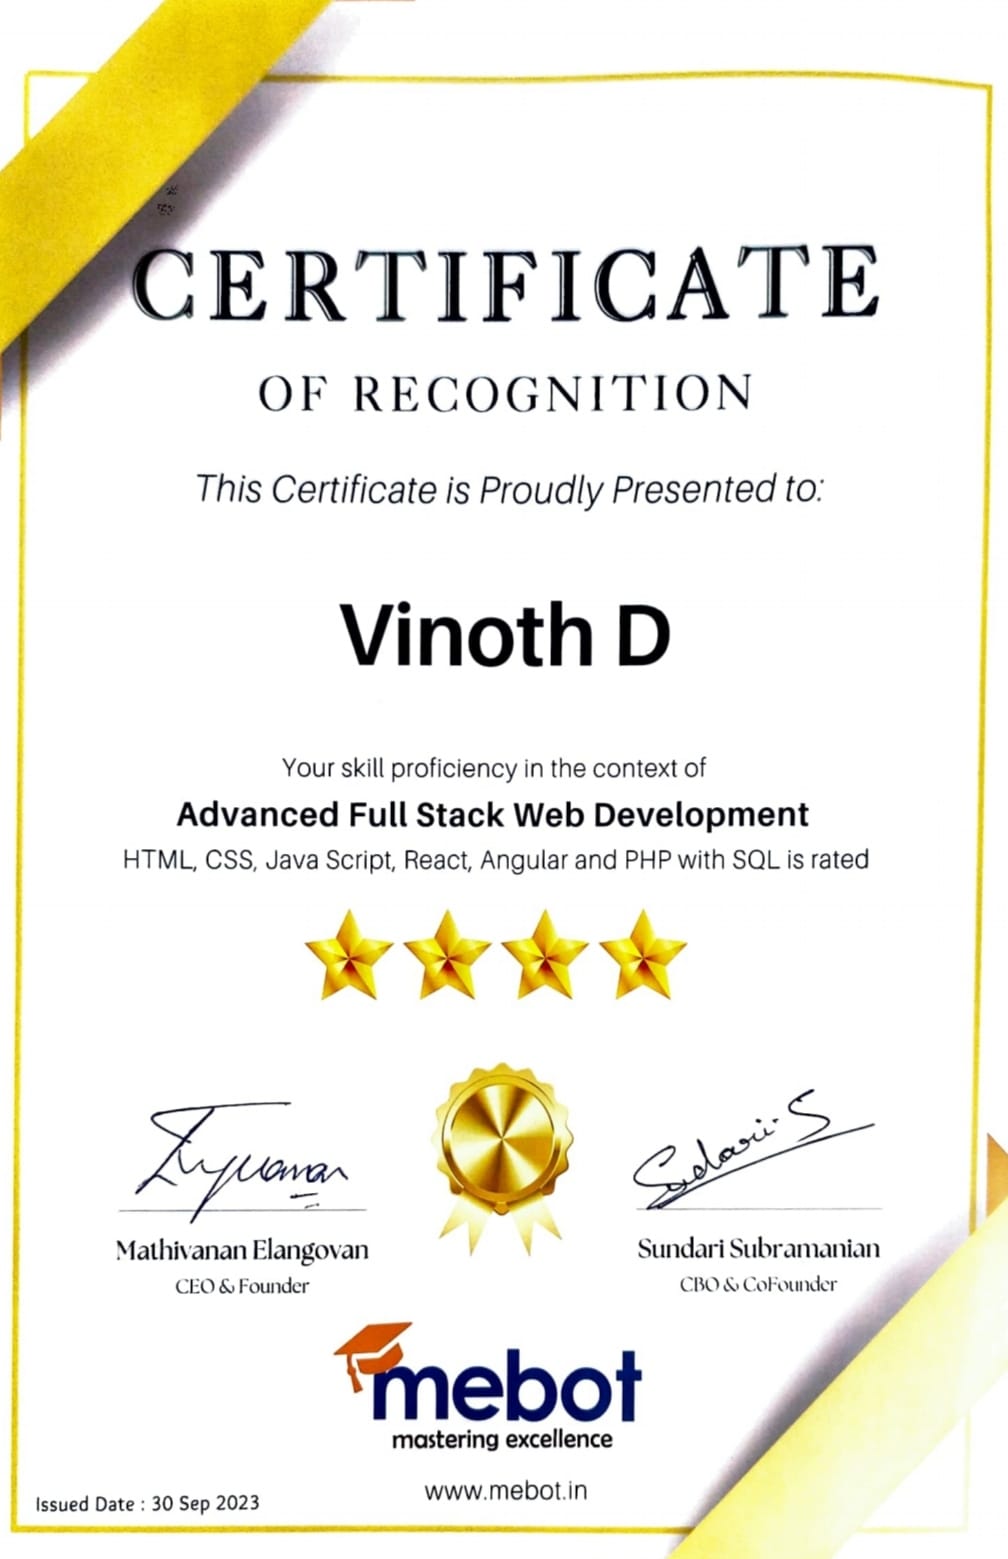 CERTIFICATE
OF RECOGNITION
This Certificate is Proudly Presented to:
Vinoth D
Your skill proficiency in the context of
Advanced Full Stack Web Development
HTML, CSS, Java Script, React, Angular and PHP with SQL is rated
Sundari.S
Mathivanan Elangovan
Sundari Subramanian
CEO & Founder
CBO & CoFounder
mebot
mastering excellence
www.mebot.in
Issued Date : 30 Sep 2023